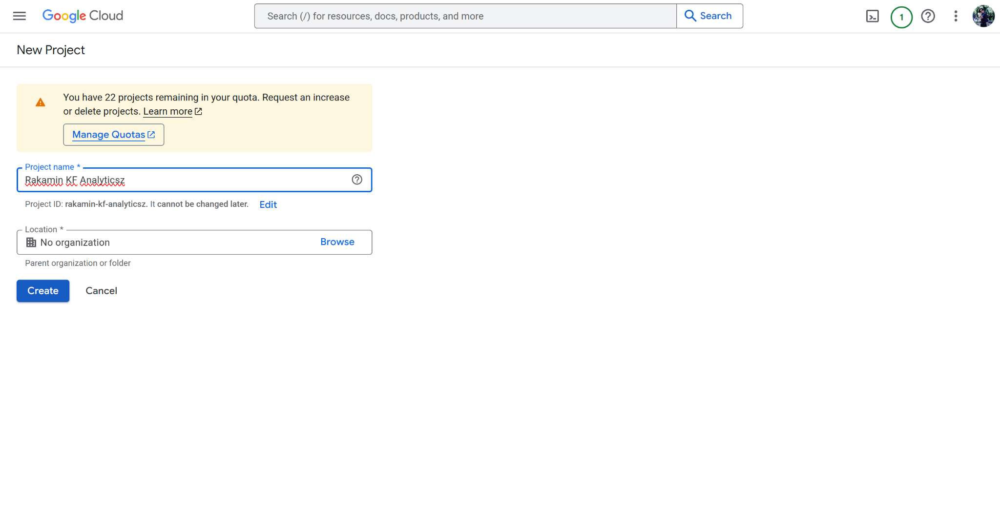 Google Cloud
Search (/) for resources, docs, products, and more
Search
1
New Project
You have 22 projects remaining in your quota. Request an increase
or delete projects. Learn more
Manage Quotas
Project name *
Rakamin KF Analyticsz
Project ID: rakamin-kf-analyticsz. It cannot be changed later. Edit
Location *
No organization
Browse
Parent organization or folder
Create
Cancel